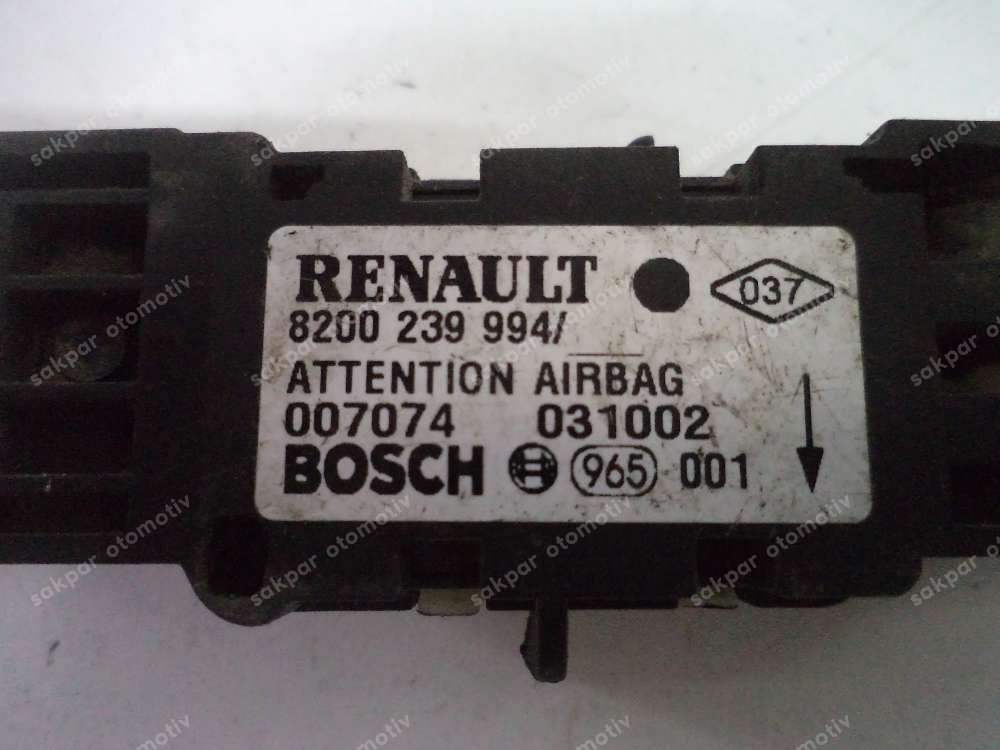 RENAULT 037
8200 239 994/
ATTENTION AIRBAG
007074 031002
BOSCH 965 001
sakpar otomotiv